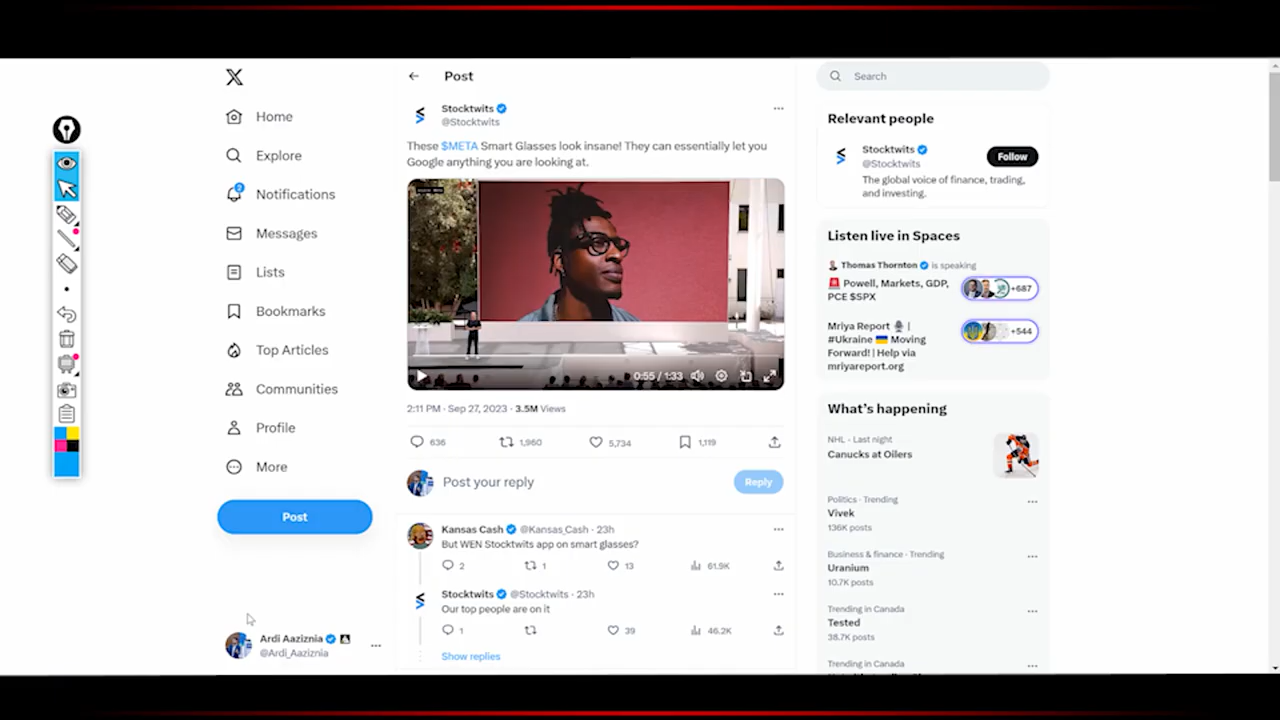 Post
Search
Stocktwits
@Stocktwits
These $META Smart Glasses look insane! They can essentially let you
Google anything you are looking at.
0:55 / 1:33
2:11 PM · Sep 27, 2023 · 3.5M Views
636 1,960 5,734 1,119
Post your reply
Reply
Kansas Cash @Kansas_Cash · 23h
But WEN Stocktwits app on smart glasses?
2 1 13 61.9K
Stocktwits @Stocktwits · 23h
Our top people are on it
1 39 46.2K
Show replies
Home
Explore
2
Notifications
Messages
Lists
Bookmarks
Top Articles
Communities
Profile
More
Post
Ardi Aaziznia
@Ardi_Aaziznia
Relevant people
Stocktwits
@Stocktwits
Follow
The global voice of finance, trading,
and investing.
Listen live in Spaces
Thomas Thornton is speaking
🚨 Powell, Markets, GDP,
PCE $SPX
+687
Mriya Report 🎙️ |
#Ukraine 🇺🇦 Moving
Forward! | Help via
mriyareport.org
+544
What's happening
NHL · Last night
Canucks at Oilers
Politics · Trending
Vivek
136K posts
Business & finance · Trending
Uranium
10.7K posts
Trending in Canada
Tested
38.7K posts
Trending in Canada